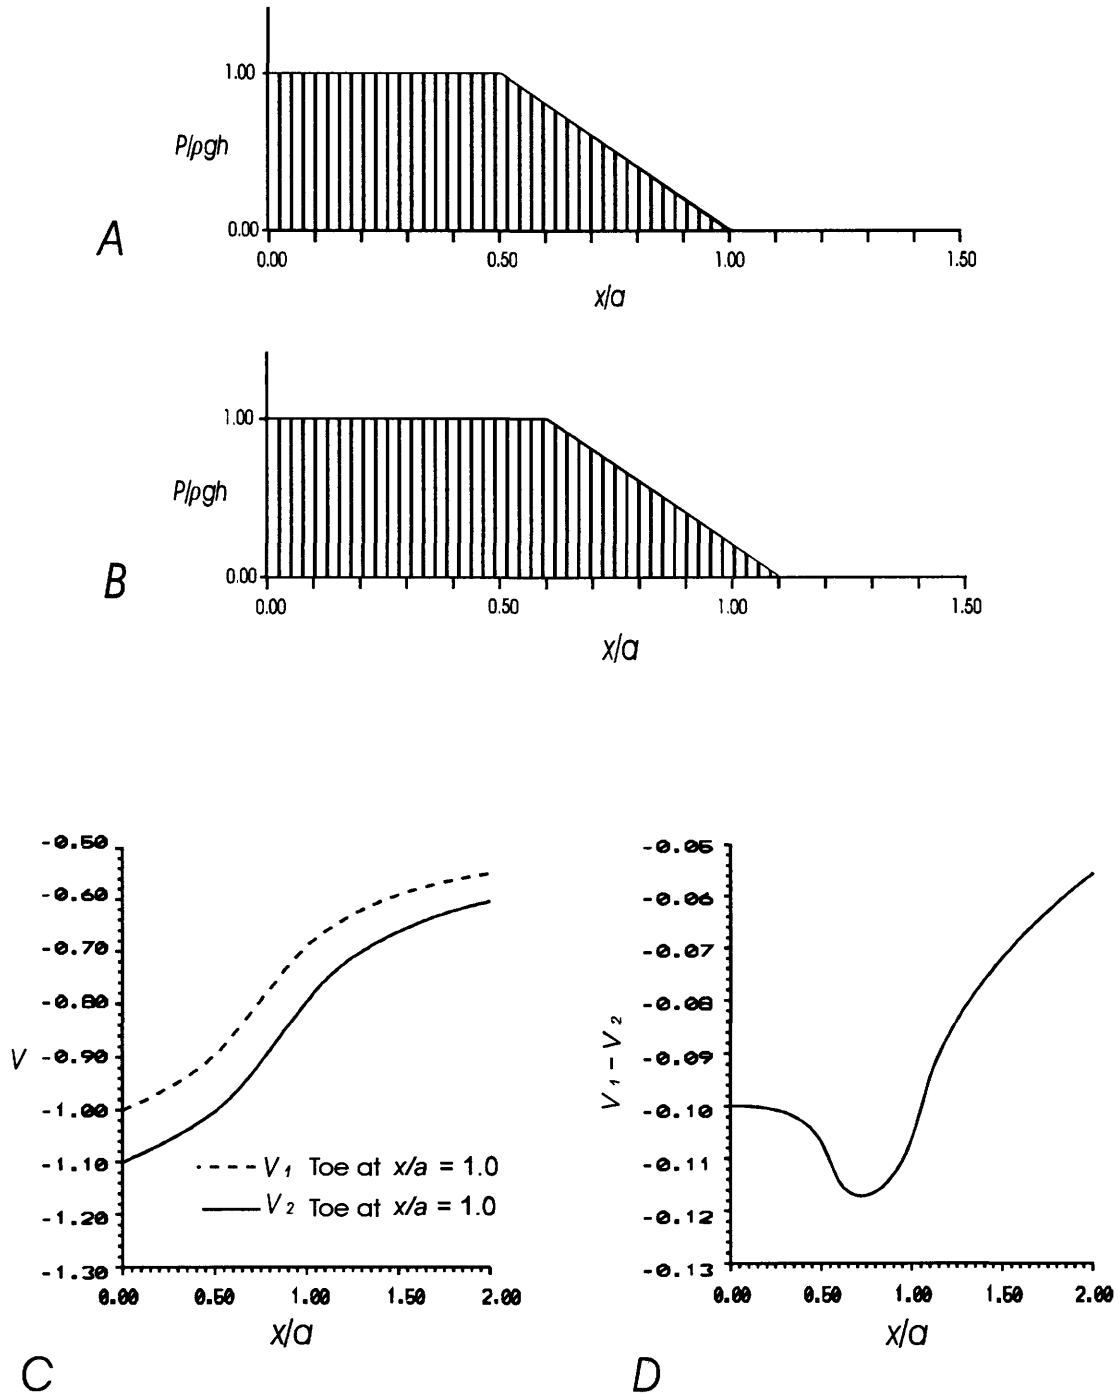 1.00
P/ρgh
0.00
A
0.00 0.50 1.00 1.50
x/a
1.00
P/ρgh
0.00
B
0.00 0.50 1.00 1.50
x/a
-0.50
-0.60
-0.70
-0.80
V -0.90
-1.00
-1.10
-1.20
-1.30
V1 Toe at x/a = 1.0
V2 Toe at x/a = 1.0
0.00 0.50 1.00 1.50 2.00
x/a
C
-0.05
-0.06
-0.07
-0.08
-0.09
-0.10
-0.11
-0.12
-0.13
V1 - V2
0.00 0.50 1.00 1.50 2.00
x/a
D